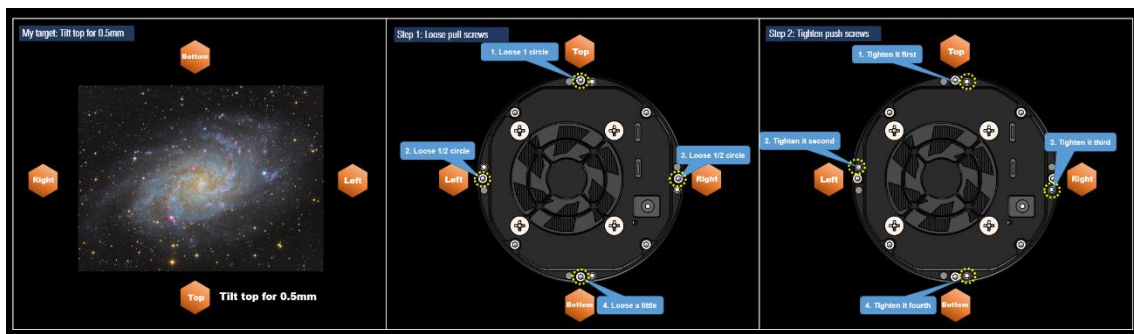 My target: Tilt top for 0.5mm
Bottom
Right
Left
Top
Tilt top for 0.5mm
Step 1: Loose pull screws
1. Loose 1 circle
Top
2. Loose 1/2 circle
3. Loose 1/2 circle
Left
Right
4. Loose a little
Bottom
Step 2: Tighten push screws
1. Tighten it first
Top
2. Tighten it second
3. Tighten it third
Left
Right
4. Tighten it fourth
Bottom